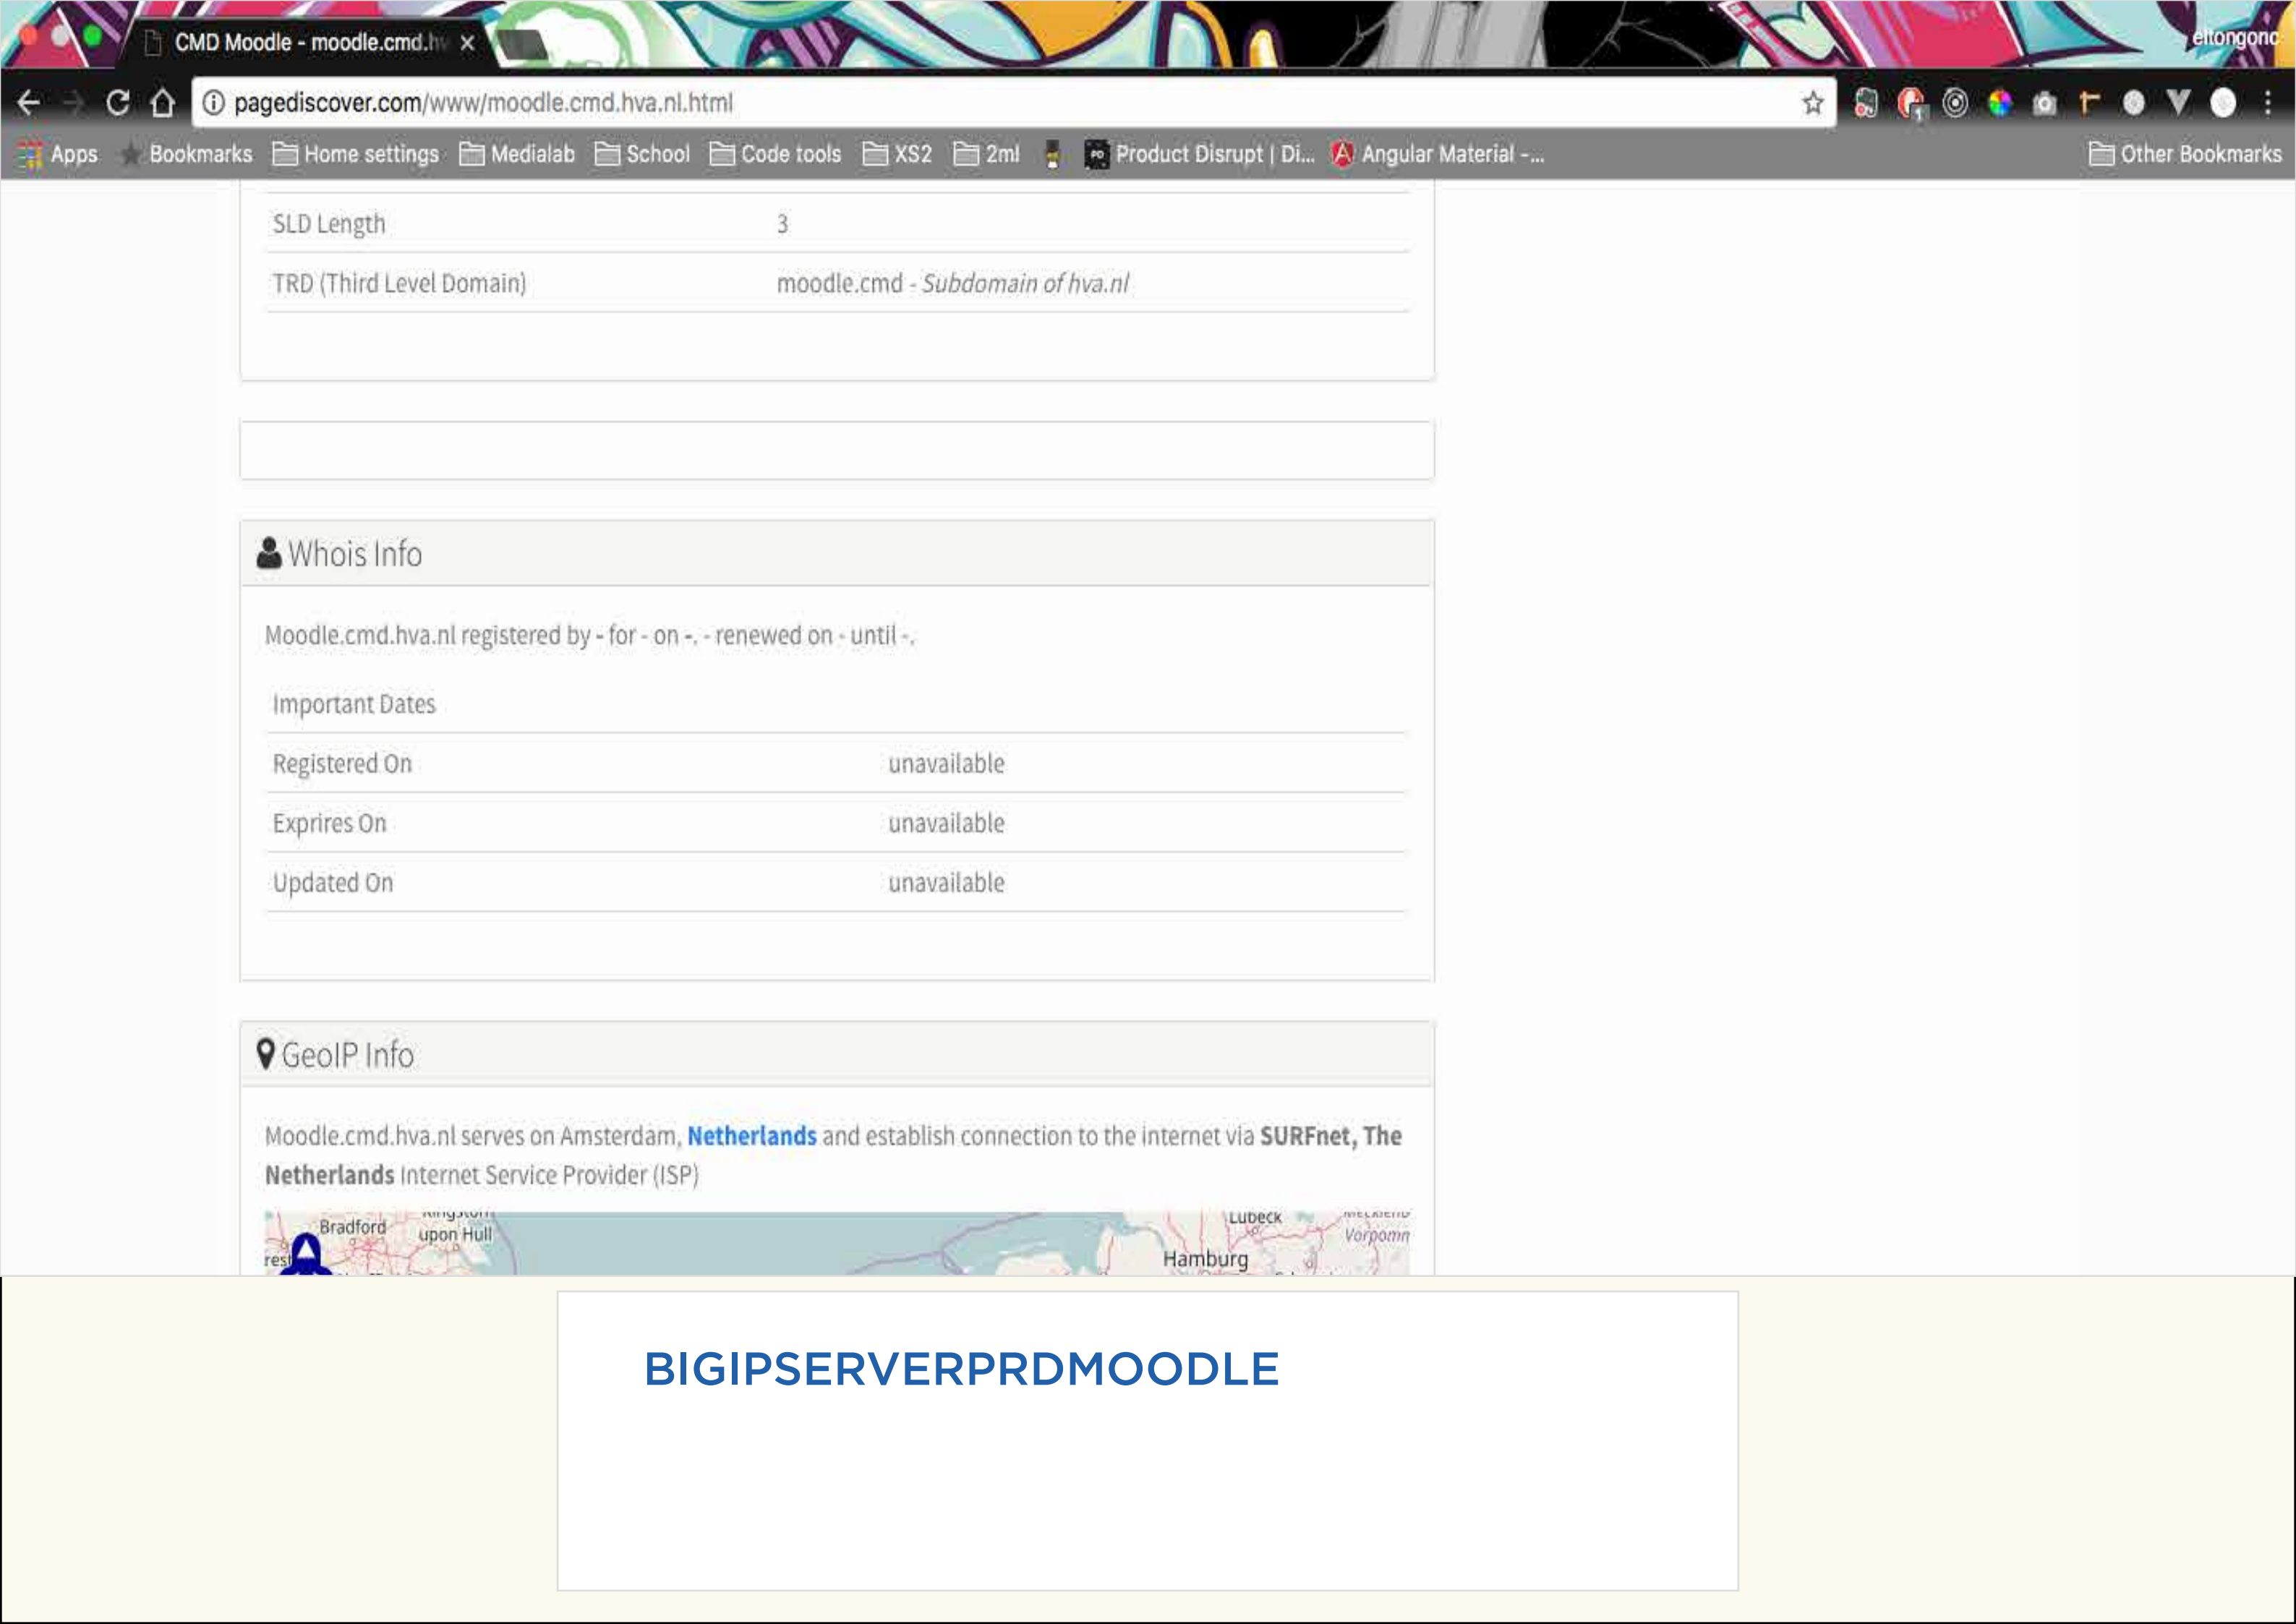 CMD Moodle - moodle.cmd.hv
eltongonc
pagediscover.com/www/moodle.cmd.hva.nl.html
Apps Bookmarks Home settings Medialab School Code tools XS2 2ml Product Disrupt | Di... Angular Material -... Other Bookmarks
SLD Length 3
TRD (Third Level Domain) moodle.cmd - Subdomain of hva.nl
Whois Info
Moodle.cmd.hva.nl registered by - for - on -. - renewed on - until -.
Important Dates
Registered On unavailable
Exprires On unavailable
Updated On unavailable
GeoIP Info
Moodle.cmd.hva.nl serves on Amsterdam, Netherlands and establish connection to the internet via SURFnet, The
Netherlands Internet Service Provider (ISP)
Bradford
upon Hull
Lubeck
Vorpomn
Hamburg
BIGIPSERVERPRDMOODLE